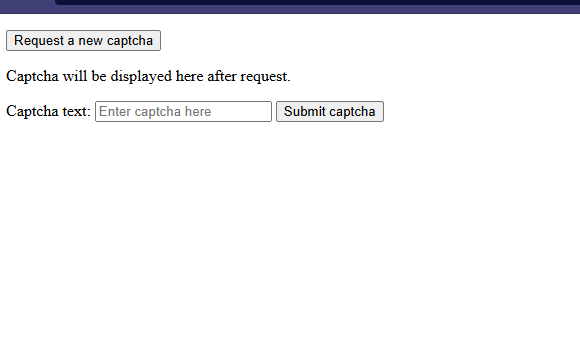 Request a new captcha
Captcha will be displayed here after request.
Captcha text: Enter captcha here Submit captcha